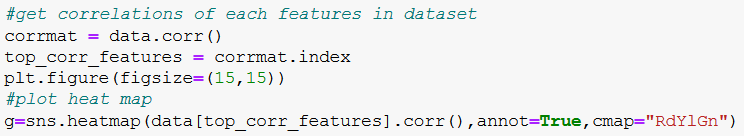 #get correlations of each features in dataset
corrmat = data.corr()
top_corr_features = corrmat.index
plt.figure(figsize=(15,15))
#plot heat map
g=sns.heatmap(data[top_corr_features].corr(),annot=True,cmap="RdYlGn")